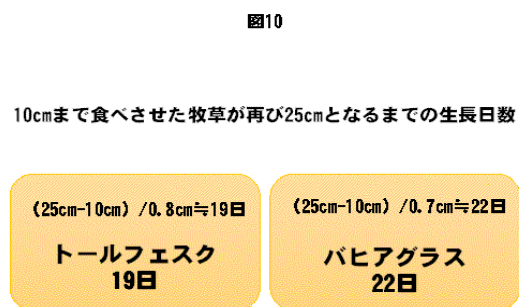 図10
10cmまで食べさせた牧草が再び25cmとなるまでの生長日数
(25cm-10cm) /0.8cm≒19日
トールフェスク
19日
(25cm-10cm) /0.7cm≒22日
バヒアグラス
22日